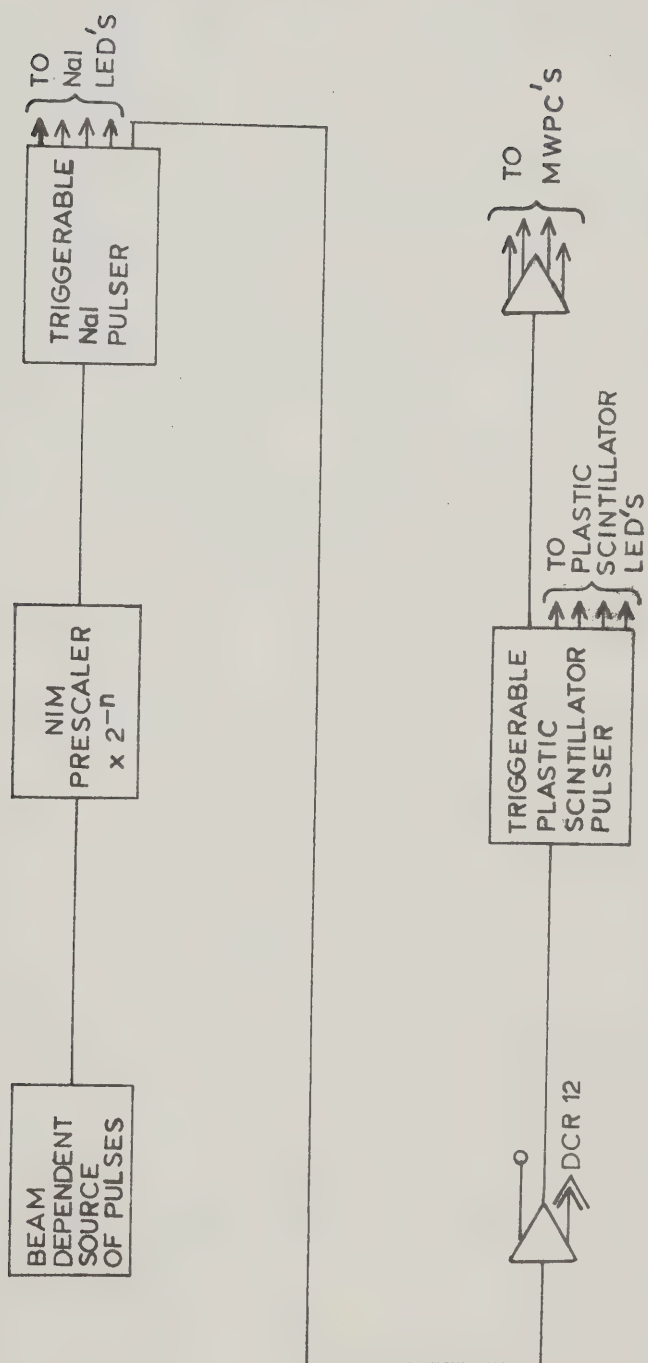 BEAM
DEPENDENT
SOURCE
OF PULSES
NIM
PRESCALER
x 2⁻ⁿ
TRIGGERABLE
NaI
PULSER
TO
NaI
LED'S
DCR 12
TRIGGERABLE
PLASTIC
SCINTILLATOR
PULSER
TO
PLASTIC
SCINTILLATOR
LED'S
TO
MWPC'S